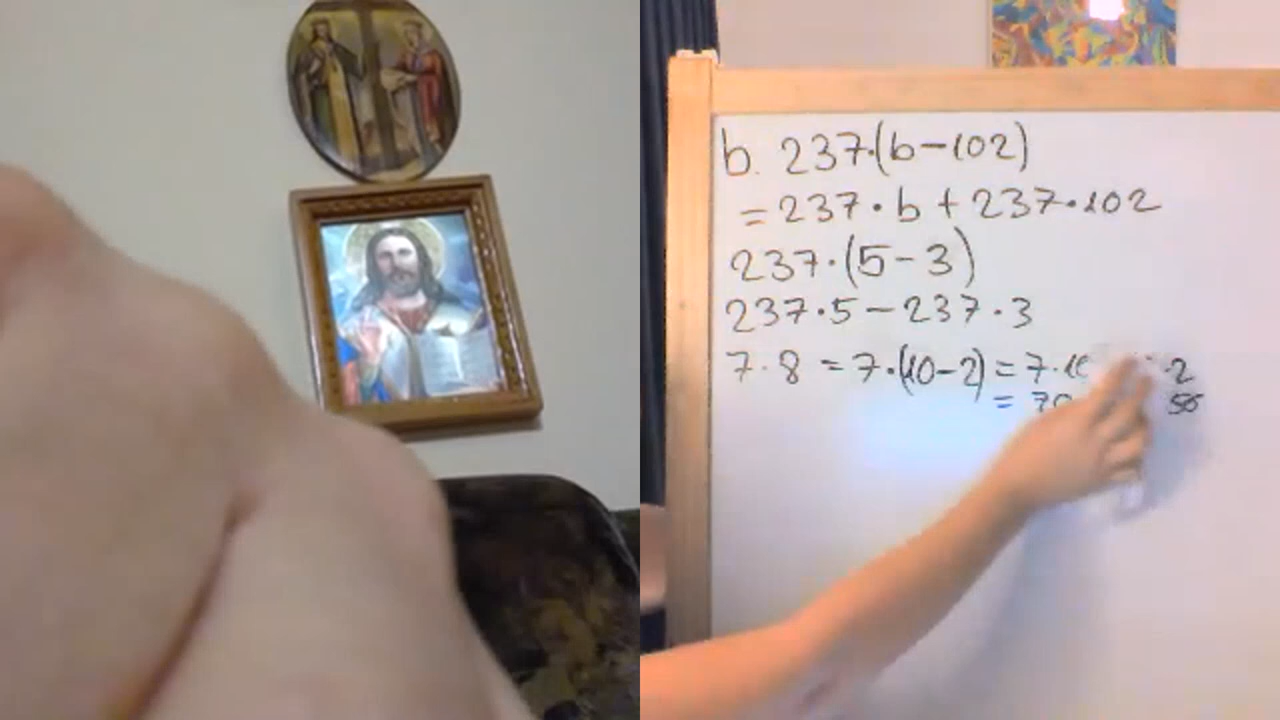 b. 237·(b-102)
= 237·b + 237·102
237·(5-3)
237·5 - 237·3
7·8 = 7·(10-2) = 7·10 ·2
= 70 56